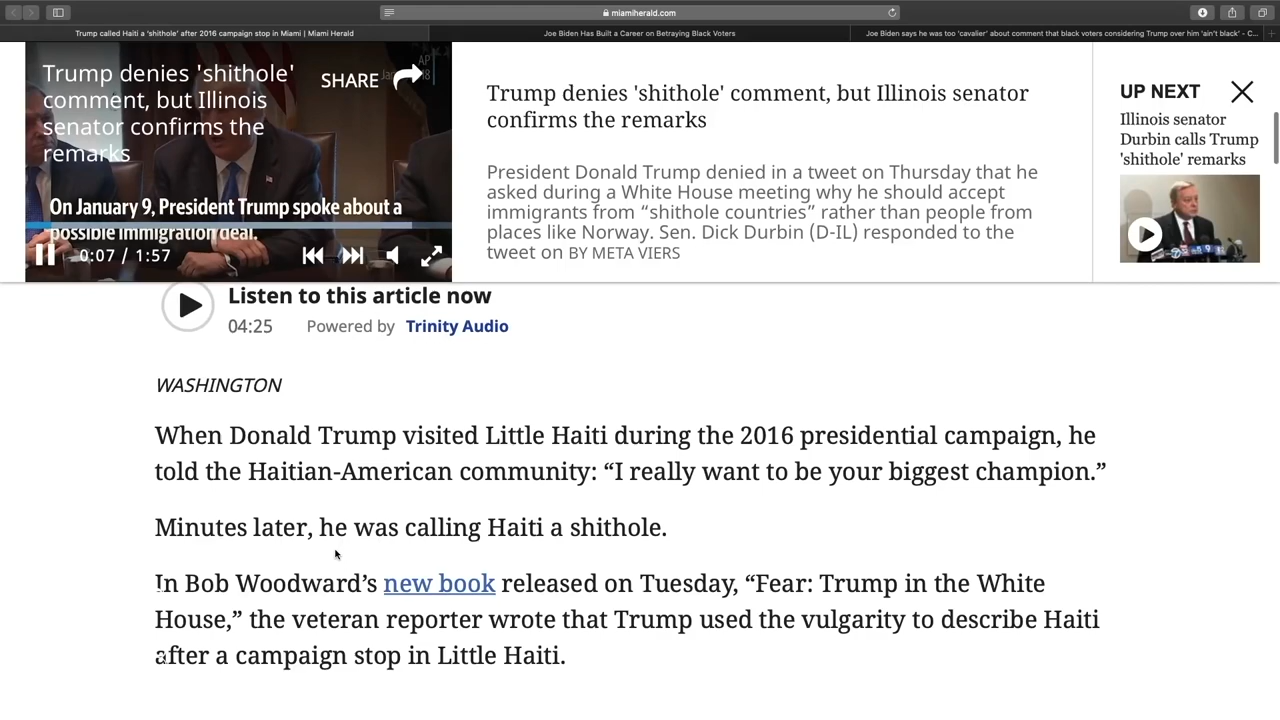 miamiherald.com
Trump called Haiti a 'shithole' after 2016 campaign stop in Miami | Miami Herald
Joe Biden Has Built a Career on Betraying Black Voters
Joe Biden says he was too 'cavalier' about comment that black voters considering Trump over him 'ain't black' - C...
Trump denies 'shithole'
comment, but Illinois
senator confirms the
remarks
SHARE
AP
On January 9, President Trump spoke about a
possible immigration deal.
0:07 / 1:57
Trump denies 'shithole' comment, but Illinois senator
confirms the remarks
President Donald Trump denied in a tweet on Thursday that he
asked during a White House meeting why he should accept
immigrants from “shithole countries” rather than people from
places like Norway. Sen. Dick Durbin (D-IL) responded to the
tweet on BY META VIERS
UP NEXT
Illinois senator
Durbin calls Trump
'shithole' remarks
Listen to this article now
04:25 Powered by Trinity Audio
WASHINGTON
When Donald Trump visited Little Haiti during the 2016 presidential campaign, he
told the Haitian-American community: “I really want to be your biggest champion.”
Minutes later, he was calling Haiti a shithole.
In Bob Woodward’s new book released on Tuesday, “Fear: Trump in the White
House,” the veteran reporter wrote that Trump used the vulgarity to describe Haiti
after a campaign stop in Little Haiti.